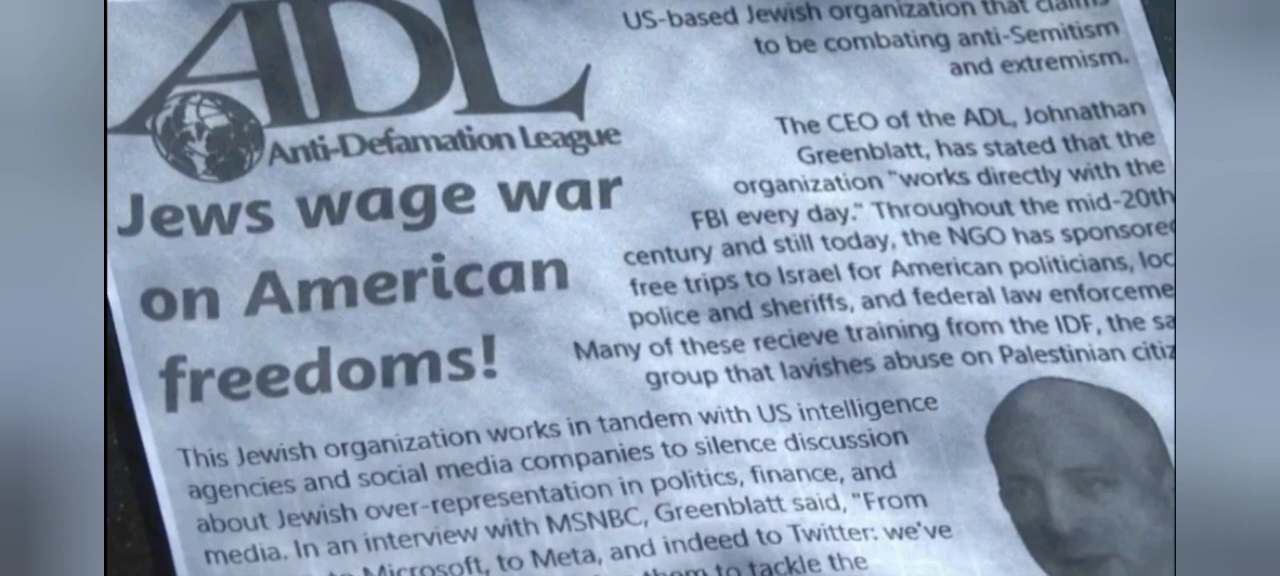 ADL
Anti-Defamation League
Jews wage war
on American
freedoms!
US-based Jewish organization that claims
to be combating anti-Semitism
and extremism.
The CEO of the ADL, Johnathan
Greenblatt, has stated that the
organization "works directly with the
FBI every day." Throughout the mid-20th
century and still today, the NGO has sponsored
free trips to Israel for American politicians, loc
police and sheriffs, and federal law enforceme
Many of these recieve training from the IDF, the sa
group that lavishes abuse on Palestinian citiz
This Jewish organization works in tandem with US intelligence
agencies and social media companies to silence discussion
about Jewish over-representation in politics, finance, and
media. In an interview with MSNBC, Greenblatt said, "From
Microsoft, to Meta, and indeed to Twitter: we've
them to tackle the